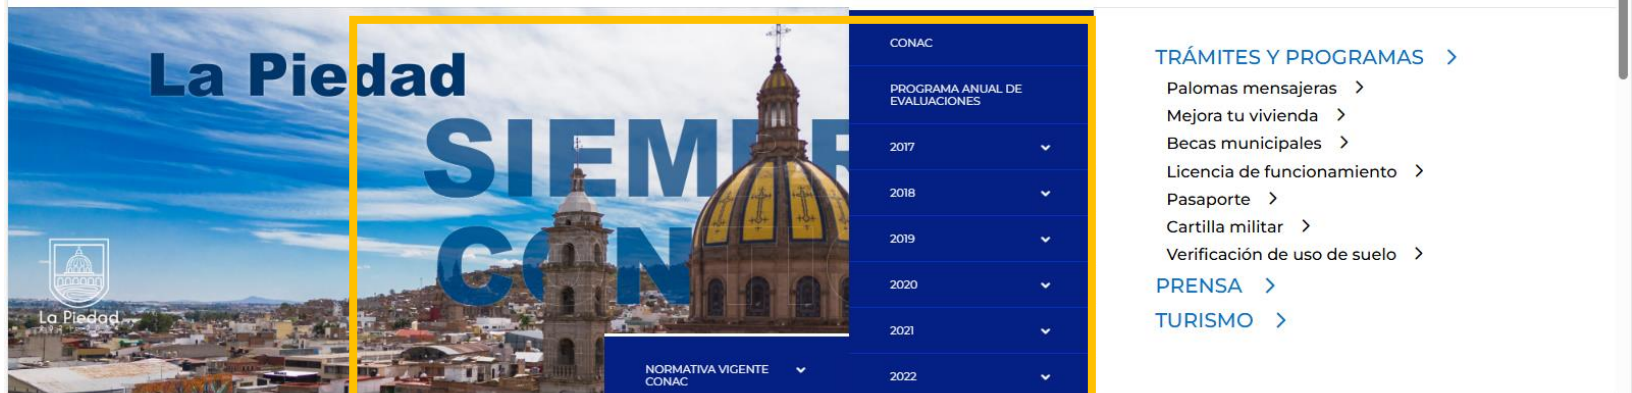 La Piedad
SIEMPR
CON
La Piedad
NORMATIVA VIGENTE
CONAC
CONAC
PROGRAMA ANUAL DE
EVALUACIONES
2017
2018
2019
2020
2021
2022
TRÁMITES Y PROGRAMAS
Palomas mensajeras
Mejora tu vivienda
Becas municipales
Licencia de funcionamiento
Pasaporte
Cartilla militar
Verificación de uso de suelo
PRENSA
TURISMO